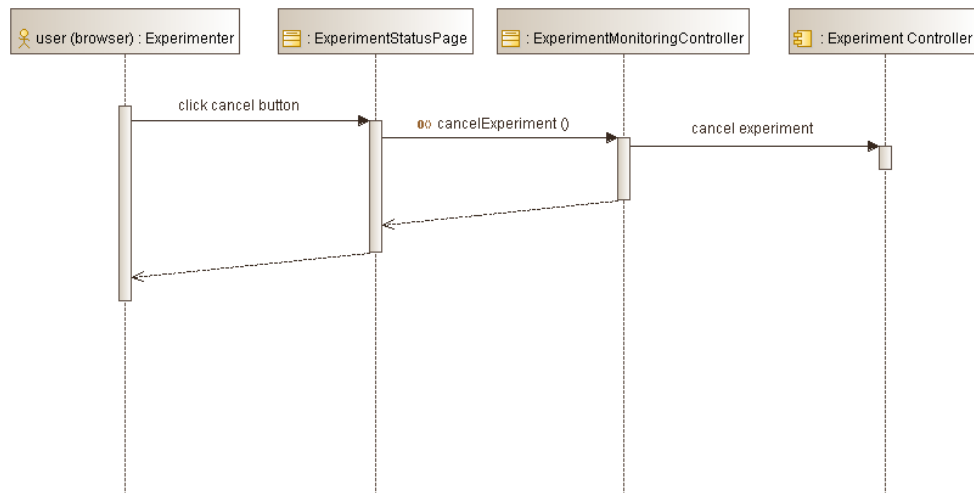 user (browser) : Experimenter
: ExperimentStatusPage
: ExperimentMonitoringController
: Experiment Controller
click cancel button
cancelExperiment ()
cancel experiment